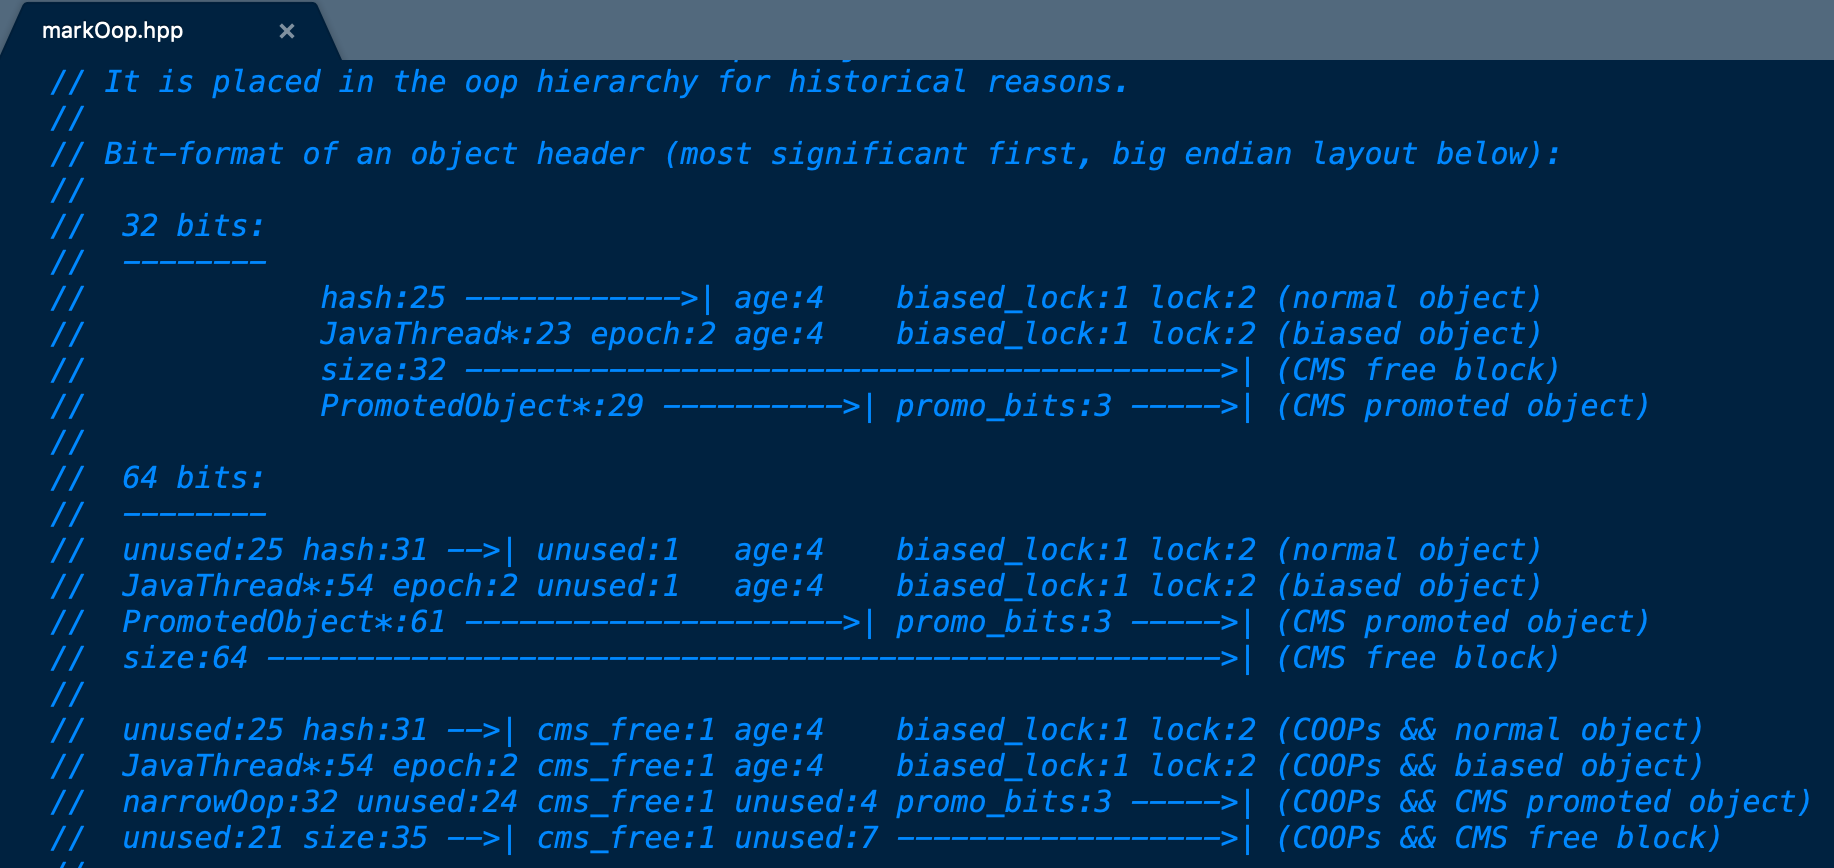 markOop.hpp ×
// It is placed in the oop hierarchy for historical reasons.
//
// Bit-format of an object header (most significant first, big endian layout below):
//
//  32 bits:
//  --------
//             hash:25 ------------>| age:4    biased_lock:1 lock:2 (normal object)
//             JavaThread*:23 epoch:2 age:4    biased_lock:1 lock:2 (biased object)
//             size:32 ------------------------------------------>| (CMS free block)
//             PromotedObject*:29 ---------->| promo_bits:3 ----->| (CMS promoted object)
//
//  64 bits:
//  --------
//  unused:25 hash:31 -->| unused:1   age:4    biased_lock:1 lock:2 (normal object)
//  JavaThread*:54 epoch:2 unused:1   age:4    biased_lock:1 lock:2 (biased object)
//  PromotedObject*:61 --------------------->| promo_bits:3 ----->| (CMS promoted object)
//  size:64 ----------------------------------------------------->| (CMS free block)
//
//  unused:25 hash:31 -->| cms_free:1 age:4    biased_lock:1 lock:2 (COOPs && normal object)
//  JavaThread*:54 epoch:2 cms_free:1 age:4    biased_lock:1 lock:2 (COOPs && biased object)
//  narrowOop:32 unused:24 cms_free:1 unused:4 promo_bits:3 ----->| (COOPs && CMS promoted object)
//  unused:21 size:35 -->| cms_free:1 unused:7 ------------------>| (COOPs && CMS free block)
//